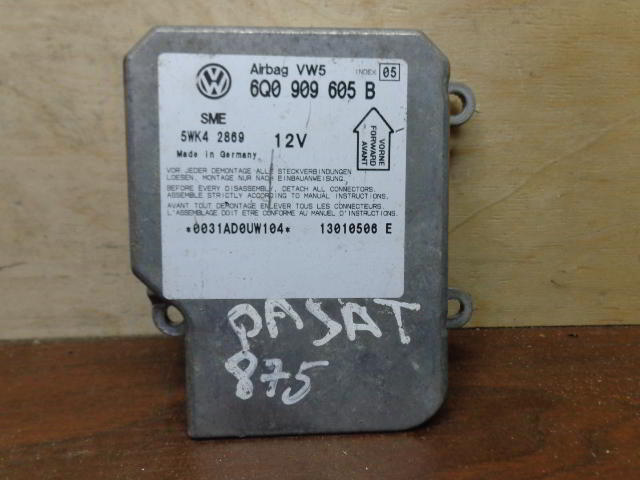 Airbag VW5 INDEX 05
6Q0 909 605 B
SME
5WK4 2869 12V
Made in Germany
VORNE
FORWARD
AVANT
VOR JEDER DEMONTAGE ALLE STECKVERBINDUNGEN
LOESEN, MONTAGE NUR NACH EINBAUANWEISUNG.
BEFORE EVERY DISASSEMBLY, DETACH ALL CONNECTORS.
ASSEMBLE STRICTLY ACCORDING TO MANUAL INSTRUCTIONS.
AVANT TOUT DEMONTAGE ENLEVER TOUS LES CONNECTEURS.
L'ASSEMBLAGE DOIT ETRE CONFORME AU MANUEL D'INSTRUCTIONS.
*0031AD0UW104* 13010506 E
PASAT
875